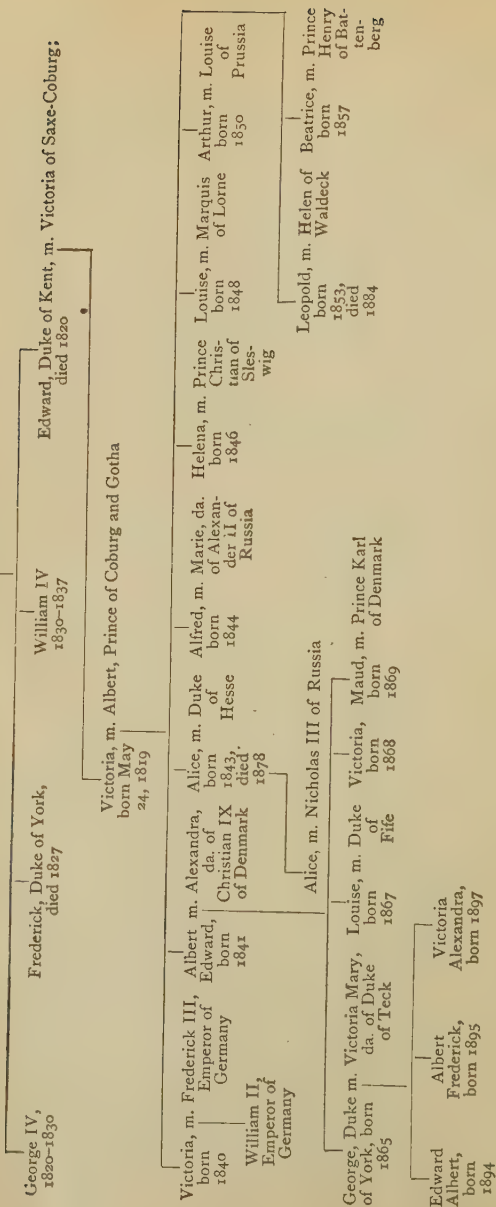 George IV,
1820–1830
Frederick, Duke of York,
died 1827
William IV
1830–1837
Edward, Duke of Kent, m. Victoria of Saxe-Coburg;
died 1820
Victoria, m. Albert, Prince of Coburg and Gotha
born May
24, 1819
Victoria, m. Frederick III,
born Emperor of
1840 Germany
William II,
Emperor of
Germany
Albert m. Alexandra,
Edward, da. of
born Christian IX
1841 of Denmark
Alice, m. Duke
born of
1843, Hesse
died
1878
Alfred, m. Marie, da.
born of Alexan-
1844 der II of
Russia
Helena, m. Prince
born Chris-
1846 tian of
Sles-
wig
Louise, m. Marquis
born of Lorne
1848
Arthur, m. Louise
born of
1850 Prussia
Leopold, m. Helen of
born Waldeck
1853,
died
1884
Beatrice, m. Prince
born Henry
1857 of Bat-
ten-
berg
Alice, m. Nicholas III of Russia
George, Duke m. Victoria Mary,
of York, born da. of Duke
1865 of Teck
Louise, m. Duke
born of
1867 Fife
Victoria,
born
1868
Maud, m. Prince Karl
born of Denmark
1869
Edward
Albert,
born
1894
Albert
Frederick,
born 1895
Victoria
Alexandra,
born 1897